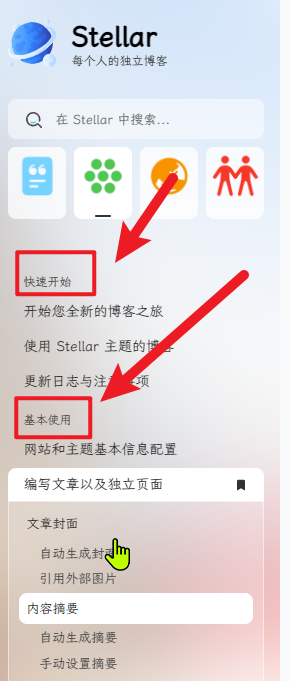 Stellar
每个人的独立博客
在 Stellar 中搜索...
快速开始
开始您全新的博客之旅
使用 Stellar 主题的博客
更新日志与注意事项
基本使用
网站和主题基本信息配置
编写文章以及独立页面
文章封面
自动生成封面
引用外部图片
内容摘要
自动生成摘要
手动设置摘要